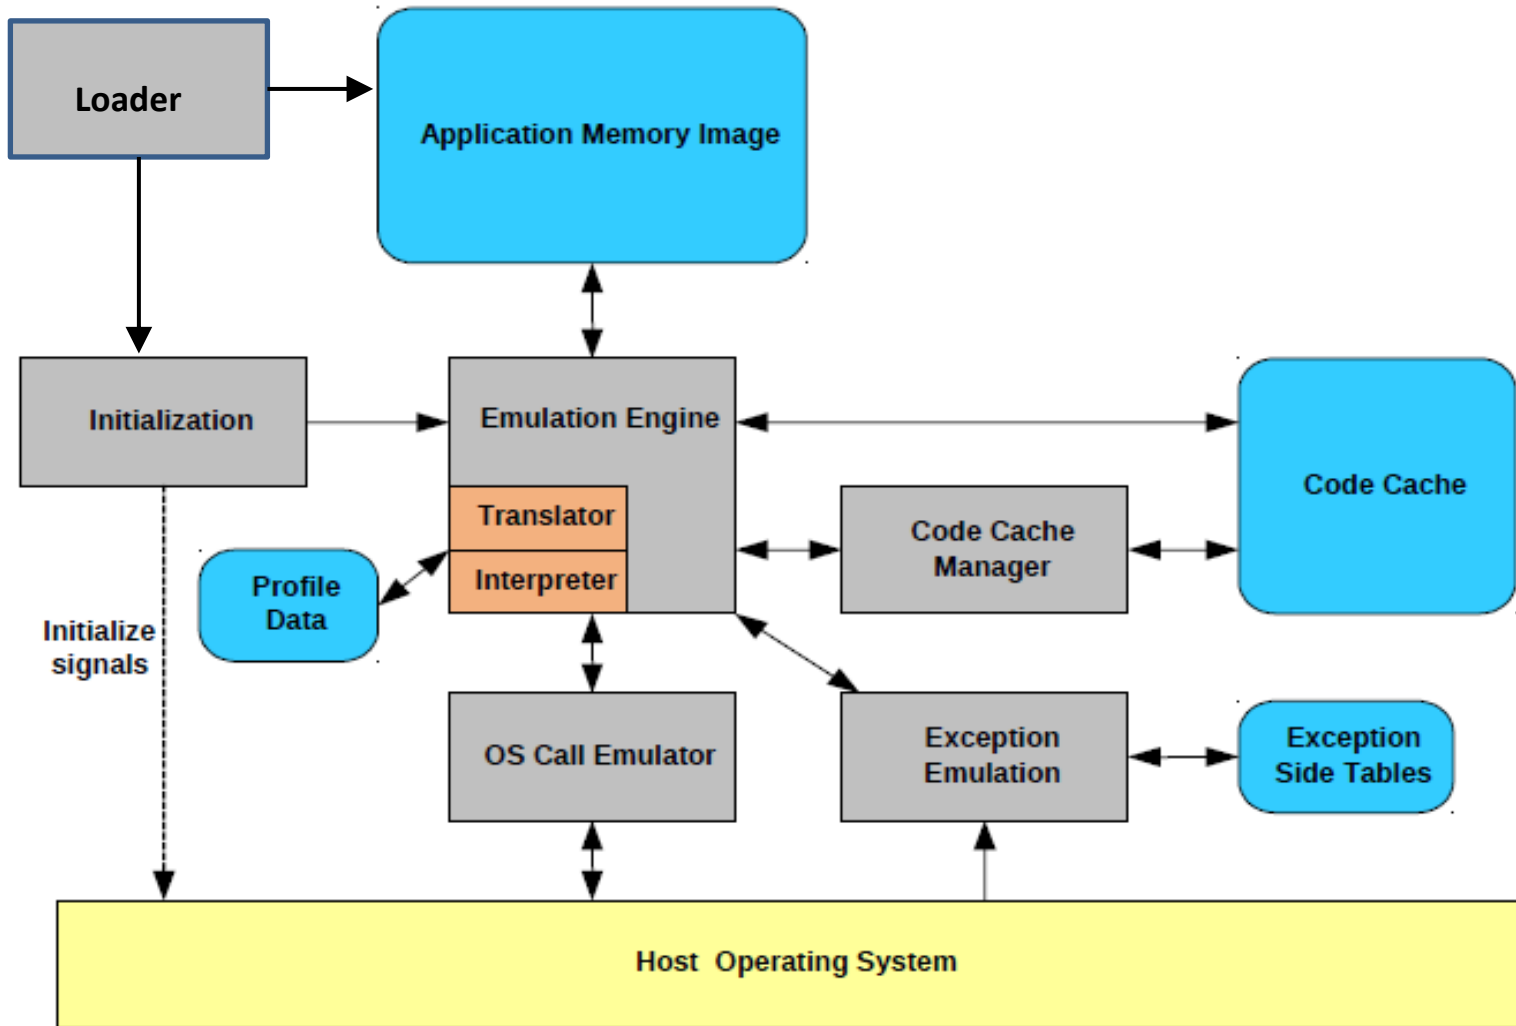 Loader
Application Memory Image
Initialization
Emulation Engine
Translator
Interpreter
Code Cache
Manager
Code Cache
Profile
Data
Initialize
signals
OS Call Emulator
Exception
Emulation
Exception
Side Tables
Host Operating System